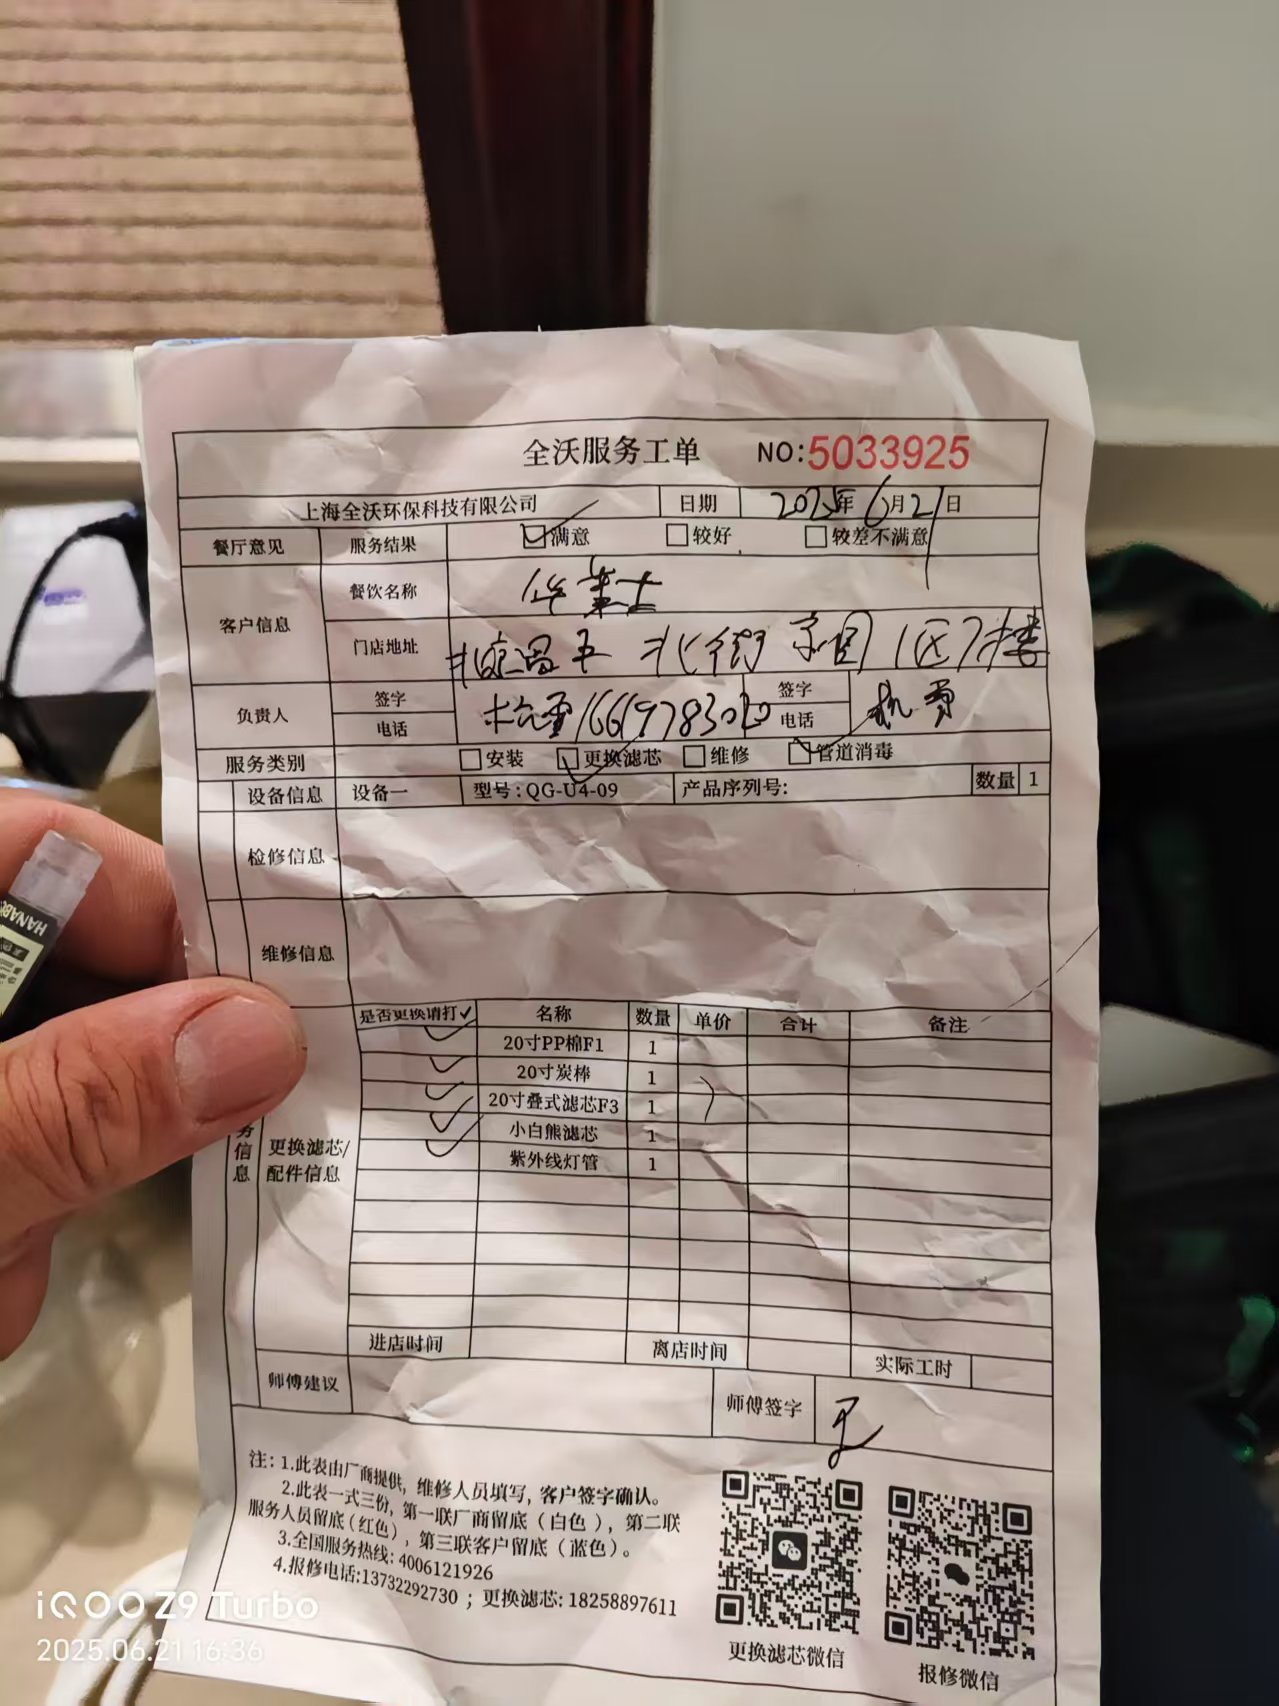 全沃服务工单 NO:5033925
上海全沃环保科技有限公司 日期 2025年6月21日
餐厅意见 服务结果 满意 较好 较差不满意
客户信息 餐饮名称 华莱士
门店地址 北街 1区7楼
负责人 签字 签字
电话 16619783020 电话
服务类别 安装 更换滤芯 维修 管道消毒
设备信息 设备一 型号:QG-U4-09 产品序列号: 数量 1
检修信息
维修信息
是否更换请打✓ 名称 数量 单价 合计 备注
✓ 20寸PP棉F1 1
✓ 20寸炭棒 1
✓ 20寸叠式滤芯F3 1
✓ 小白熊滤芯 1
✓ 紫外线灯管 1
务信息 更换滤芯/配件信息
进店时间 离店时间 实际工时
师傅建议 师傅签字 王
注:1.此表由厂商提供,维修人员填写,客户签字确认。
2.此表一式三份,第一联厂商留底(白色),第二联
服务人员留底(红色),第三联客户留底(蓝色)。
3.全国服务热线:4006121926
4.报修电话:13732292730;更换滤芯:18258897611
更换滤芯微信 报修微信
HANAB
iQOO Z9 Turbo
2025.06.21 16:36